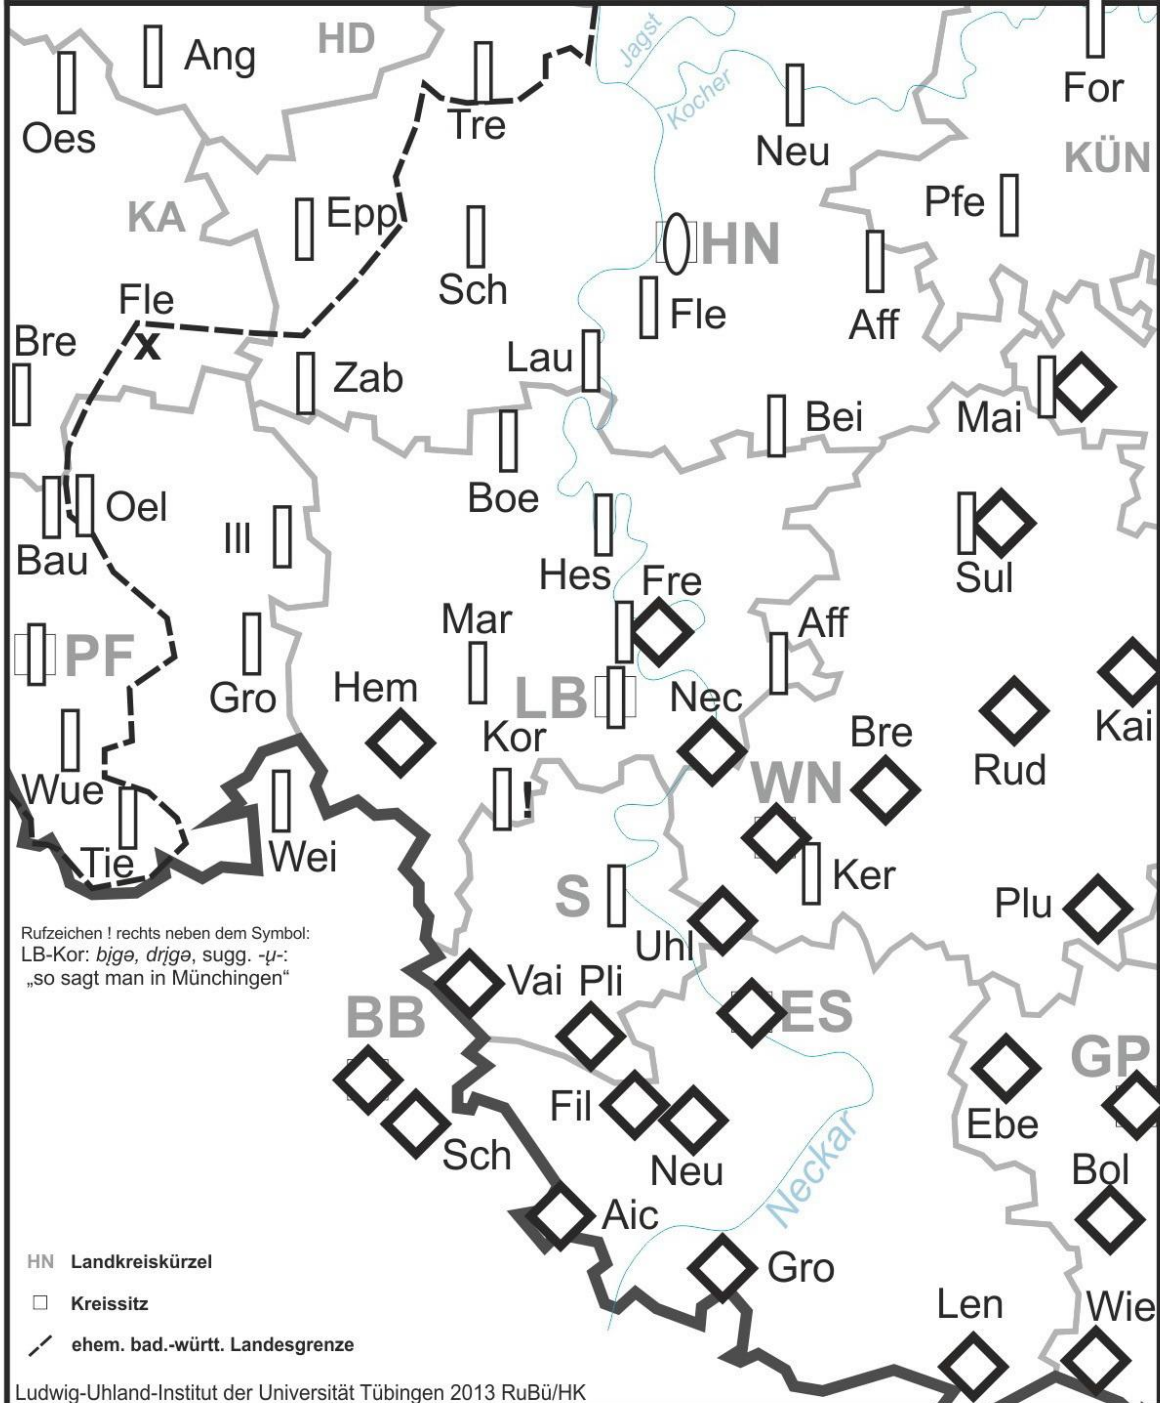 Ang
HD
Jagst
Oes
Tre
Kocher
For
Neu
KÜN
KA
Epp
Pfe
HN
Sch
Fle
Fle
Aff
Bre
Lau
Zab
Mai
Bei
Boe
Oel
Ill
Bau
Hes
Fre
Sul
Mar
Aff
PF
Gro
Hem
LB
Nec
Kai
Kor
Bre
Rud
Wue
WN
!
Tie
Wei
Ker
S
Plu
Uhl
Rufzeichen ! rechts neben dem Symbol:
LB-Kor: bįgə, drįgə, sugg. -ų-:
„so sagt man in Münchingen“
Vai
Pli
BB
ES
GP
Fil
Ebe
Sch
Neu
Neckar
Bol
Aic
HN Landkreiskürzel
Gro
Kreissitz
Len
Wie
ehem. bad.-württ. Landesgrenze
Ludwig-Uhland-Institut der Universität Tübingen 2013 RuBü/HK